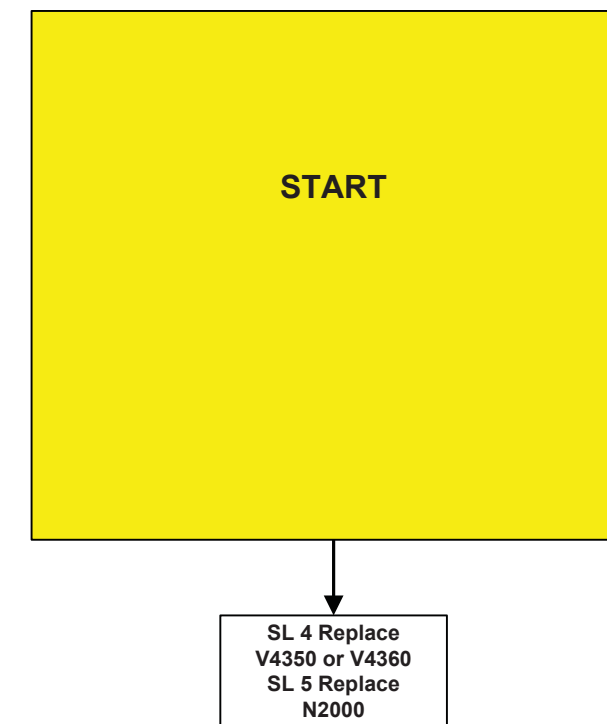 START
SL 4 Replace
V4350 or V4360
SL 5 Replace
N2000